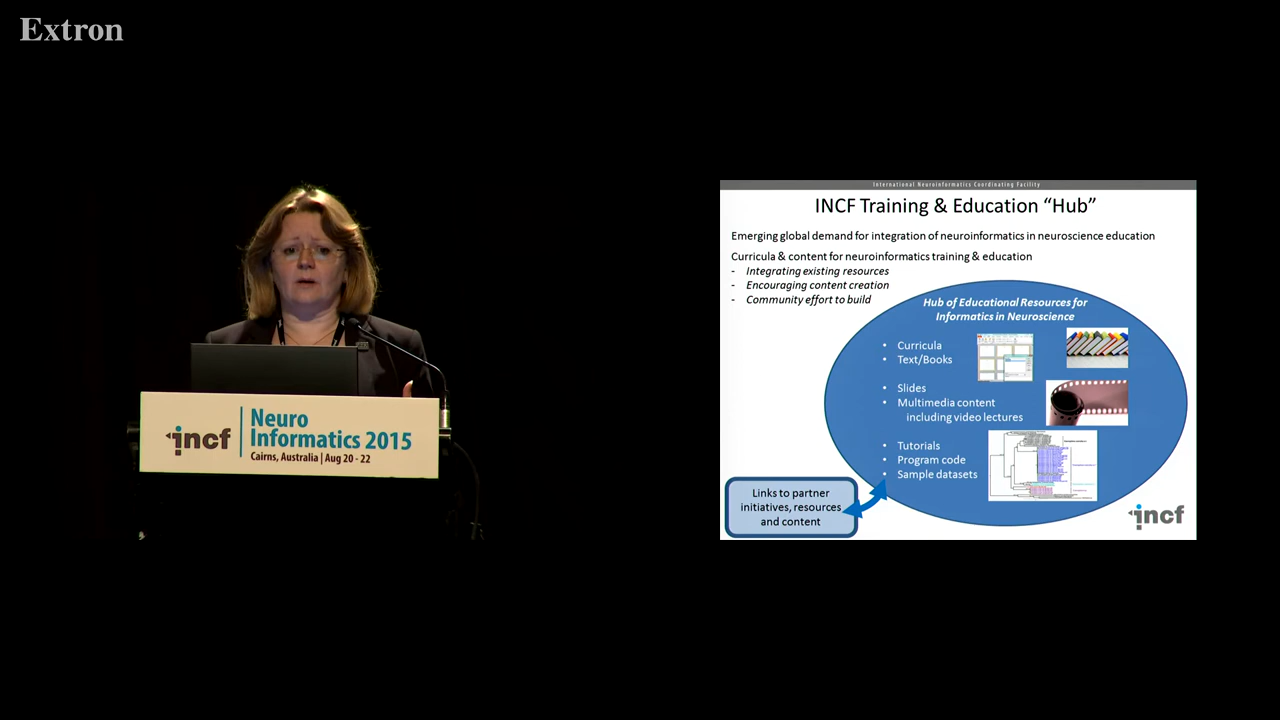 Extron
incf
Neuro
Informatics 2015
Cairns, Australia | Aug 20 - 22
International Neuroinformatics Coordinating Facility
INCF Training & Education “Hub”
Emerging global demand for integration of neuroinformatics in neuroscience education
Curricula & content for neuroinformatics training & education
- Integrating existing resources
- Encouraging content creation
- Community effort to build
Hub of Educational Resources for
Informatics in Neuroscience
• Curricula
• Text/Books
• Slides
• Multimedia content
including video lectures
• Tutorials
• Program code
• Sample datasets
Links to partner
initiatives, resources
and content
incf